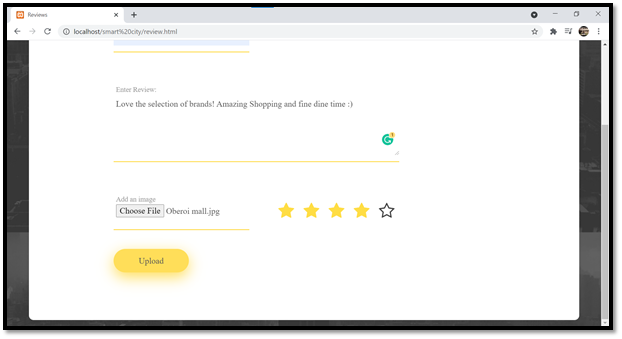 Reviews
localhost/smart%20city/review.html
Enter Review:
Love the selection of brands! Amazing Shopping and fine dine time :)
Add an image
Choose File Oberoi mall.jpg
Upload